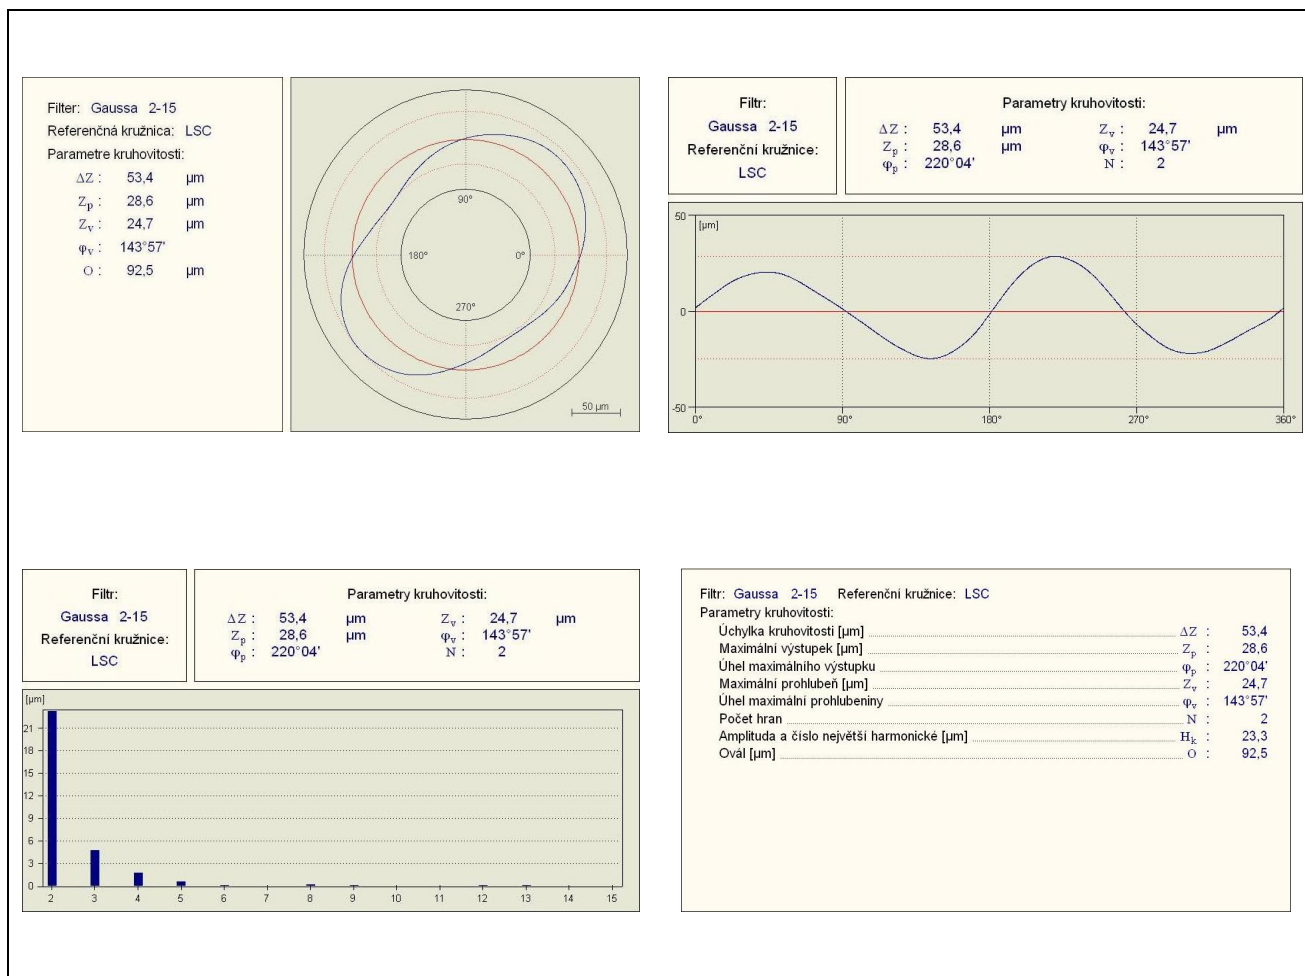 Filter: Gaussa 2-15
Referenčná kružnica: LSC
Parametre kruhovitosti:
ΔZ : 53,4 µm
Zp : 28,6 µm
Zv : 24,7 µm
φv : 143°57'
O : 92,5 µm
90°
180° 0°
270°
50 µm
Filtr:
Gaussa 2-15
Referenční kružnice:
LSC
Parametry kruhovitosti:
ΔZ : 53,4 µm Zv : 24,7 µm
Zp : 28,6 µm φv : 143°57'
φp : 220°04' N : 2
50
[µm]
0
-50
0° 90° 180° 270° 360°
Filtr:
Gaussa 2-15
Referenční kružnice:
LSC
Parametry kruhovitosti:
ΔZ : 53,4 µm Zv : 24,7 µm
Zp : 28,6 µm φv : 143°57'
φp : 220°04' N : 2
[µm]
21
18
15
12
9
6
3
0
2 3 4 5 6 7 8 9 10 11 12 13 14 15
Filtr: Gaussa 2-15 Referenční kružnice: LSC
Parametry kruhovitosti:
Úchylka kruhovitosti [µm] ΔZ : 53,4
Maximální výstupek [µm] Zp : 28,6
Úhel maximálního výstupku φp : 220°04'
Maximální prohlubeň [µm] Zv : 24,7
Úhel maximální prohlubeniny φv : 143°57'
Počet hran N : 2
Amplituda a číslo největší harmonické [µm] Hk : 23,3
Ovál [µm] O : 92,5